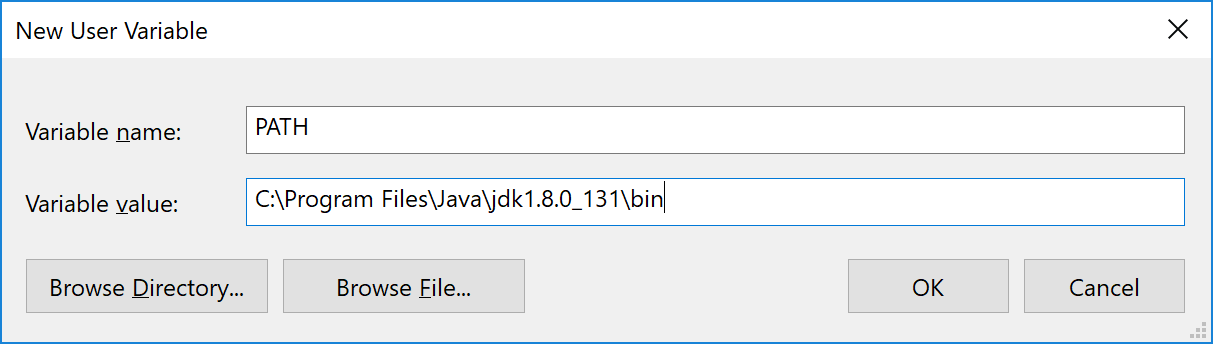 New User Variable
Variable name: PATH
Variable value: C:\Program Files\Java\jdk1.8.0_131\bin
Browse Directory... Browse File... OK Cancel